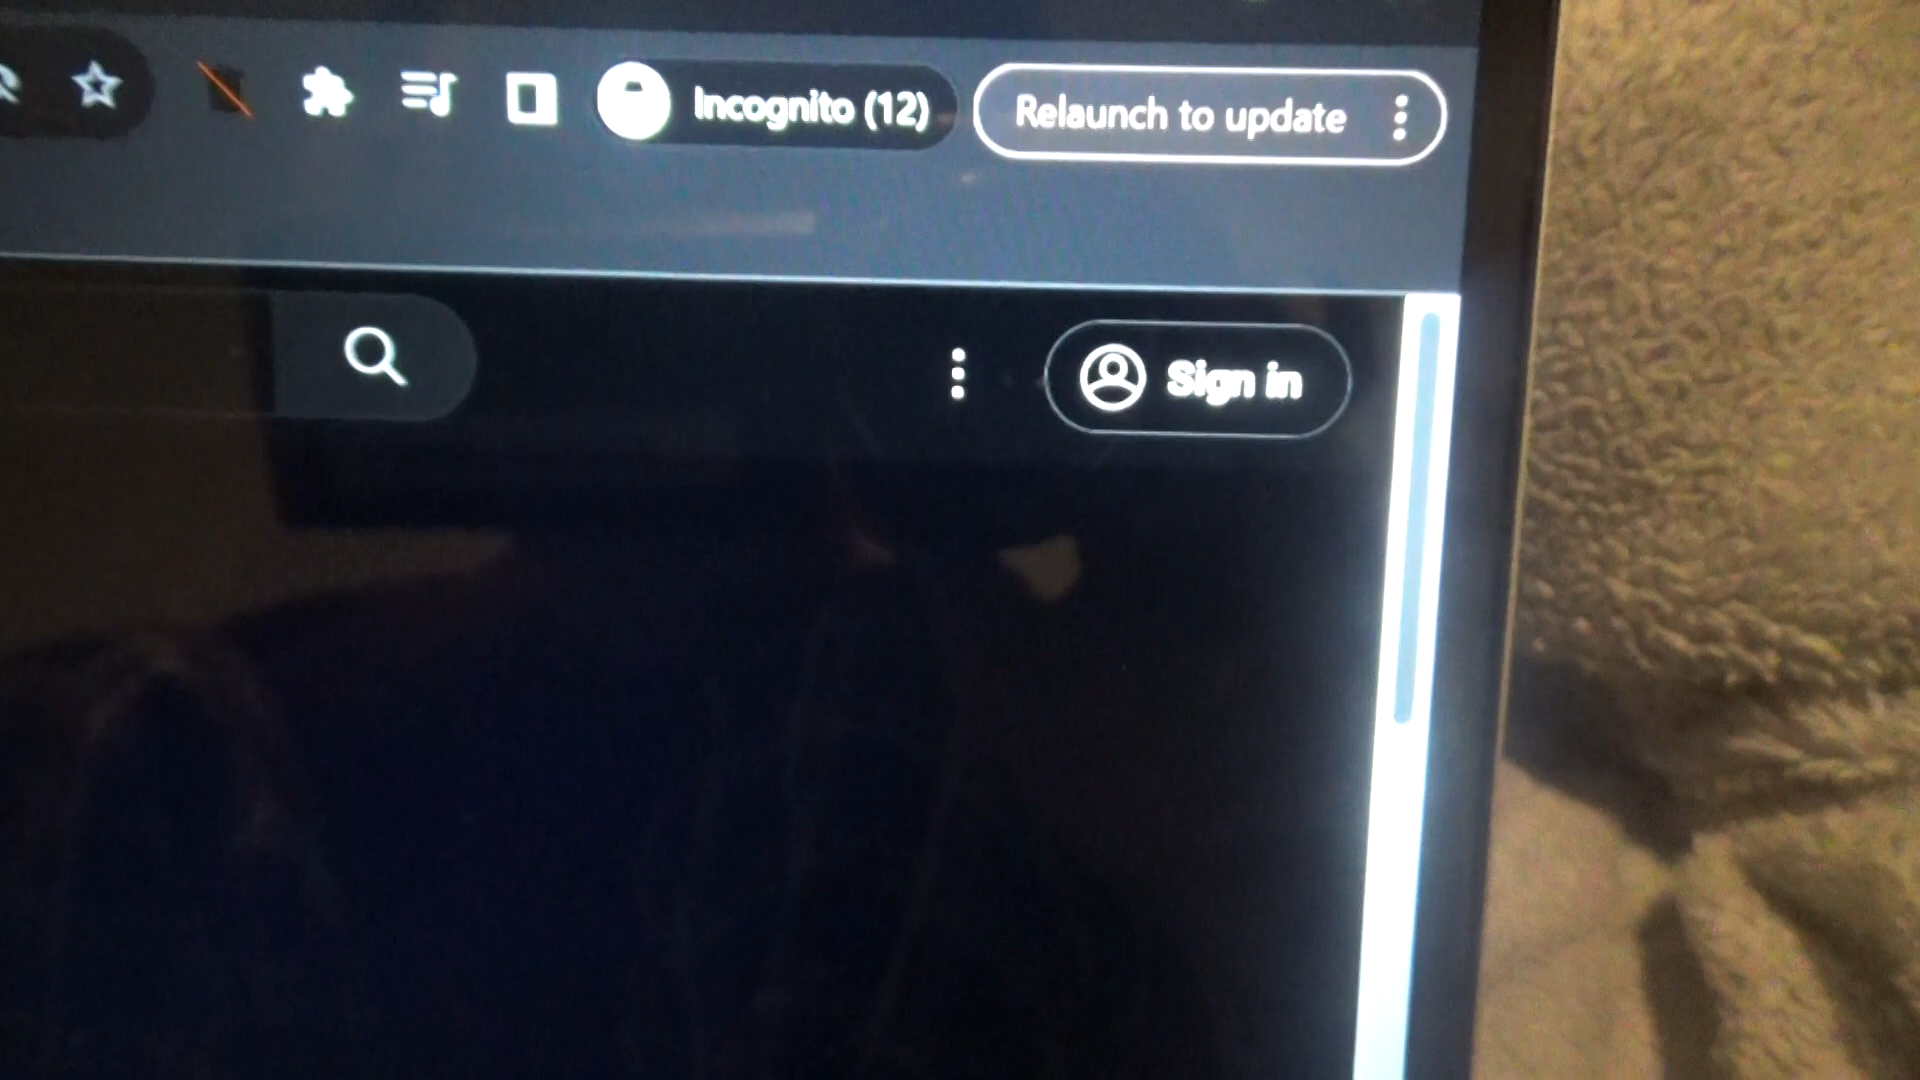 Incognito (12)
Relaunch to update
Sign in